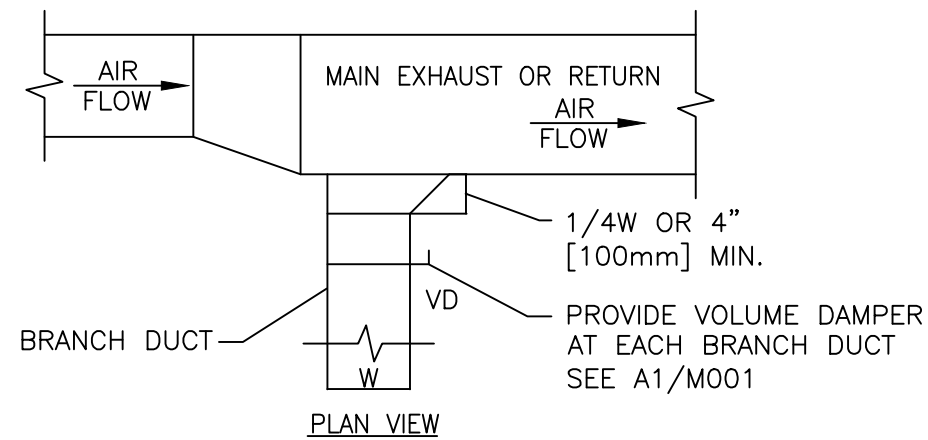 AIR
FLOW
MAIN EXHAUST OR RETURN
AIR
FLOW
1/4W OR 4”
[100mm] MIN.
VD
PROVIDE VOLUME DAMPER
AT EACH BRANCH DUCT
SEE A1/M001
BRANCH DUCT
W
PLAN VIEW